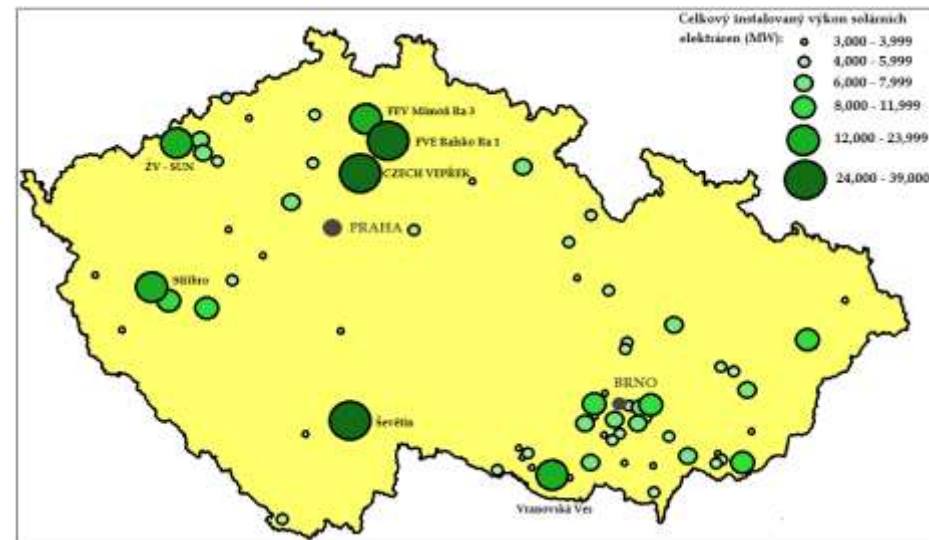 Celkový instalovaný výkon solárních
elektráren (MW):
3,000 - 3,999
4,000 - 5,999
6,000 - 7,999
8,000 - 11,999
12,000 - 23,999
24,000 - 39,000
FEV Mimoň Ra 3
FVE Ralsko Ra 1
ŽV - SUN
CZECH VEPŘEK
PRAHA
Stříbro
BRNO
Ševětín
Vranovská Ves